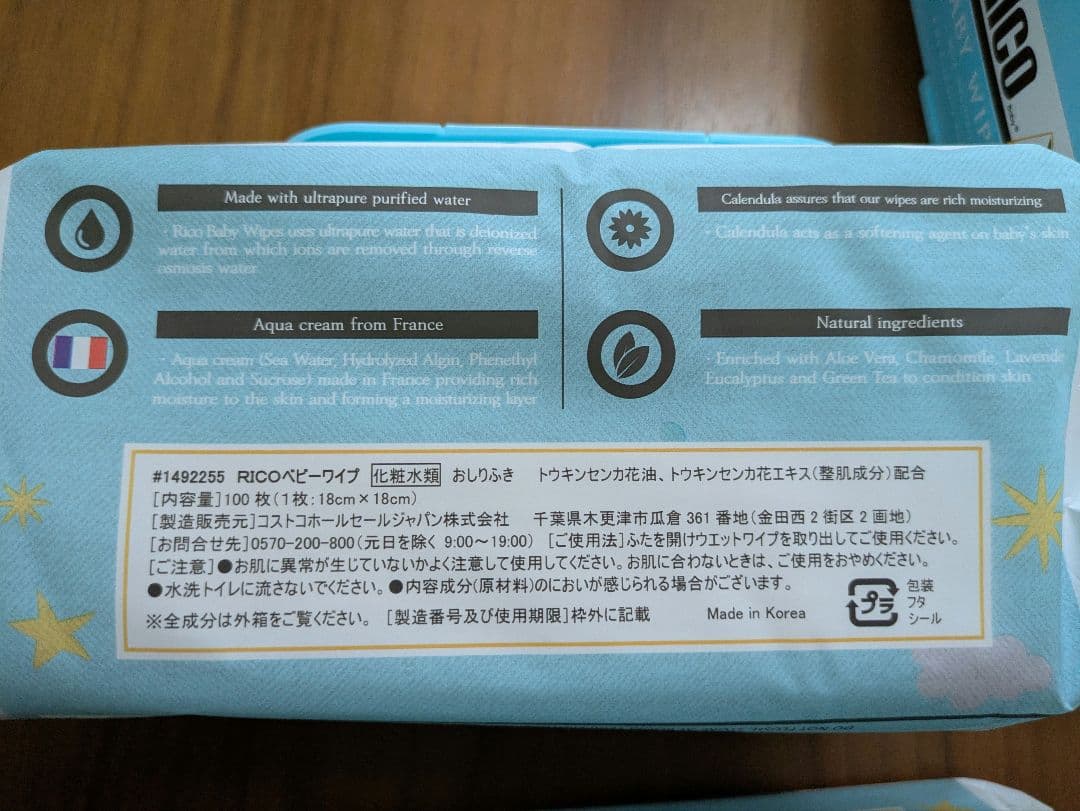 RICO
Baby
BABY WIP
Made with ultrapure purified water
· Rico Baby Wipes uses ultrapure water that is deionized
water from which ions are removed through reverse
osmosis water
Aqua cream from France
· Aqua cream (Sea Water, Hydrolyzed Algin, Phenethyl
Alcohol and Sucrose) made in France providing rich
moisture to the skin and forming a moisturizing layer
Calendula assures that our wipes are rich moisturizing
· Calendula acts as a softening agent on baby's skin
Natural ingredients
· Enriched with Aloe Vera, Chamomile, Lavende
Eucalyptus and Green Tea to condition skin
#1492255 RICOベビーワイプ 化粧水類 おしりふき トウキンセンカ花油、トウキンセンカ花エキス(整肌成分)配合
[内容量]100枚(1枚:18cm×18cm)
[製造販売元]コストコホールセールジャパン株式会社 千葉県木更津市瓜倉361番地(金田西2街区2画地)
[お問合せ先]0570-200-800(元日を除く 9:00～19:00) [ご使用法]ふたを開けウエットワイプを取り出してご使用ください。
[ご注意]●お肌に異常が生じていないかよく注意して使用してください。お肌に合わないときは、ご使用をおやめください。
●水洗トイレに流さないでください。●内容成分(原材料)のにおいが感じられる場合がございます。
※全成分は外箱をご覧ください。 [製造番号及び使用期限]枠外に記載 Made in Korea
プラ
包装
フタ
シール